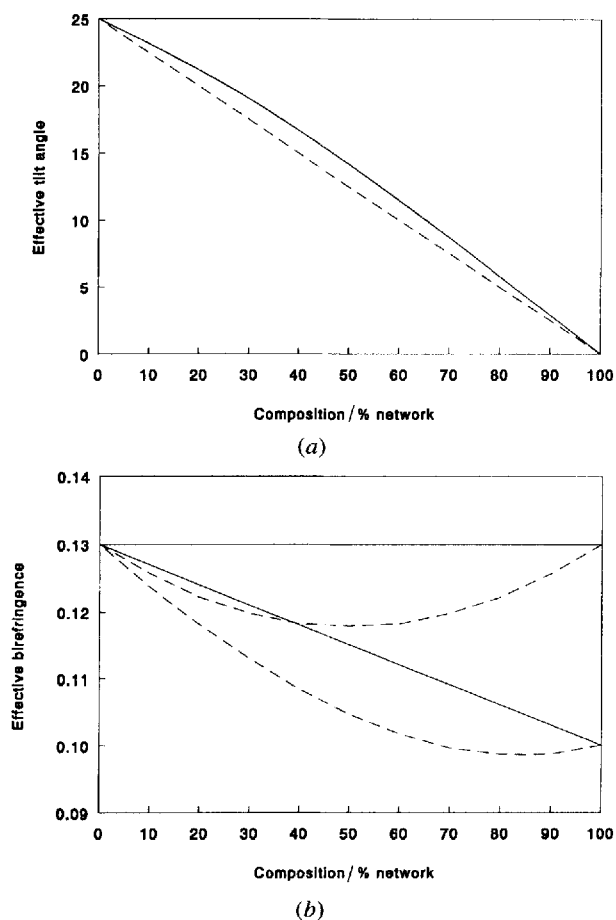 25
20
15
10
5
0
Effective tilt angle
0 10 20 30 40 50 60 70 80 90 100
Composition / % network
(a)
0.14
0.13
0.12
0.11
0.10
0.09
Effective birefringence
0 10 20 30 40 50 60 70 80 90 100
Composition / % network
(b)